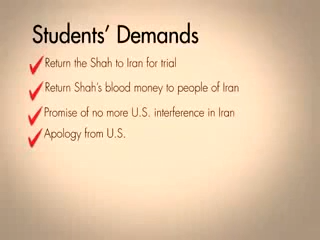 Students' Demands
Return the Shah to Iran for trial
Return Shah's blood money to people of Iran
Promise of no more U.S. interference in Iran
Apology from U.S.